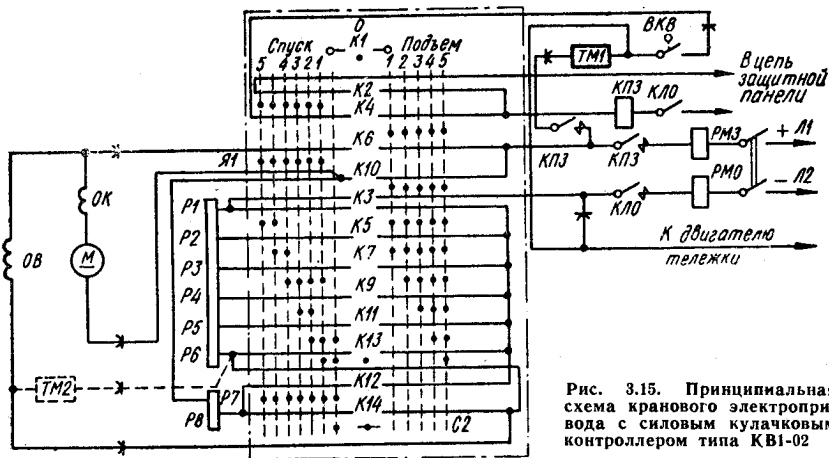 О
Спуск К1 Подъем
5 4 3 2 1 1 2 3 4 5
К2
К4
К6
Я1
К10
К3
К5
К7
К9
К11
К13
К12
К14
С2
ОК
ОВ
М
ТМ2
Р1
Р2
Р3
Р4
Р5
Р6
Р7
Р8
ВКВ
ТМ1
В цепь
защитной
панели
КПЗ
КЛО
КПЗ
КПЗ
РМЗ
+ Л1
РМО
− Л2
КЛО
К двигателю
тележки
Рис. 3.15. Принципиальная
схема кранового электропри
вода с силовым кулачковым
контроллером типа КВ1-02